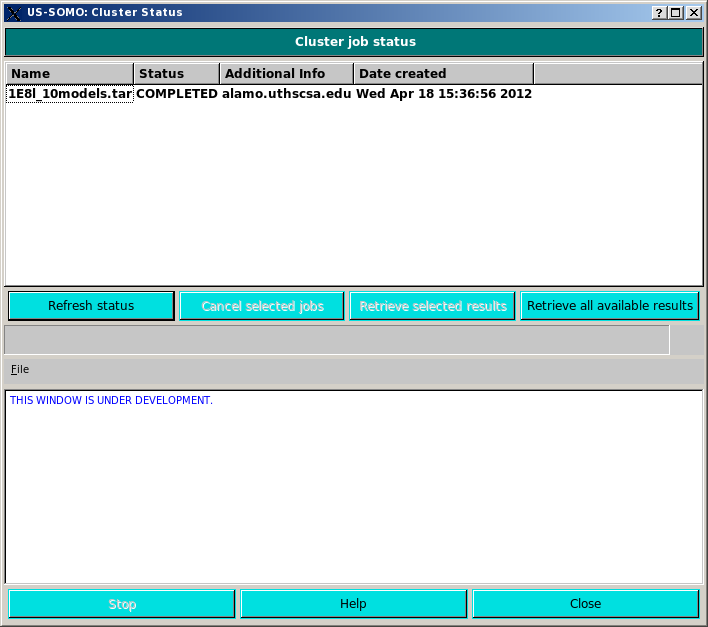 US-SOMO: Cluster Status
Cluster job status
Name Status Additional Info Date created
1E8l_10models.tar COMPLETED alamo.uthscsa.edu Wed Apr 18 15:36:56 2012
Refresh status Cancel selected jobs Retrieve selected results Retrieve all available results
File
THIS WINDOW IS UNDER DEVELOPMENT.
Stop Help Close